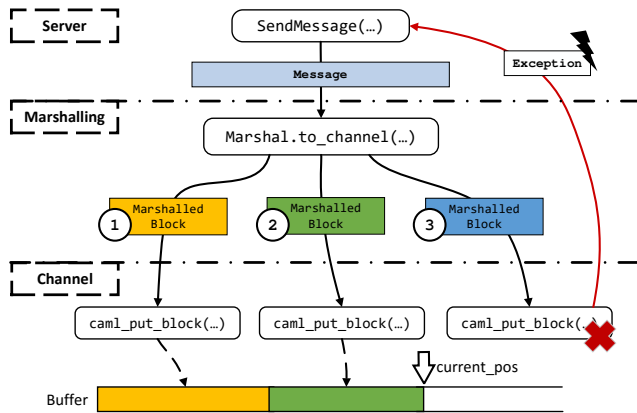 Server
SendMessage(…)
Exception
Message
Marshalling
Marshal.to_channel(…)
1
Marshalled
Block
2
Marshalled
Block
3
Marshalled
Block
Channel
caml_put_block(…)
caml_put_block(…)
caml_put_block(…)
current_pos
Buffer